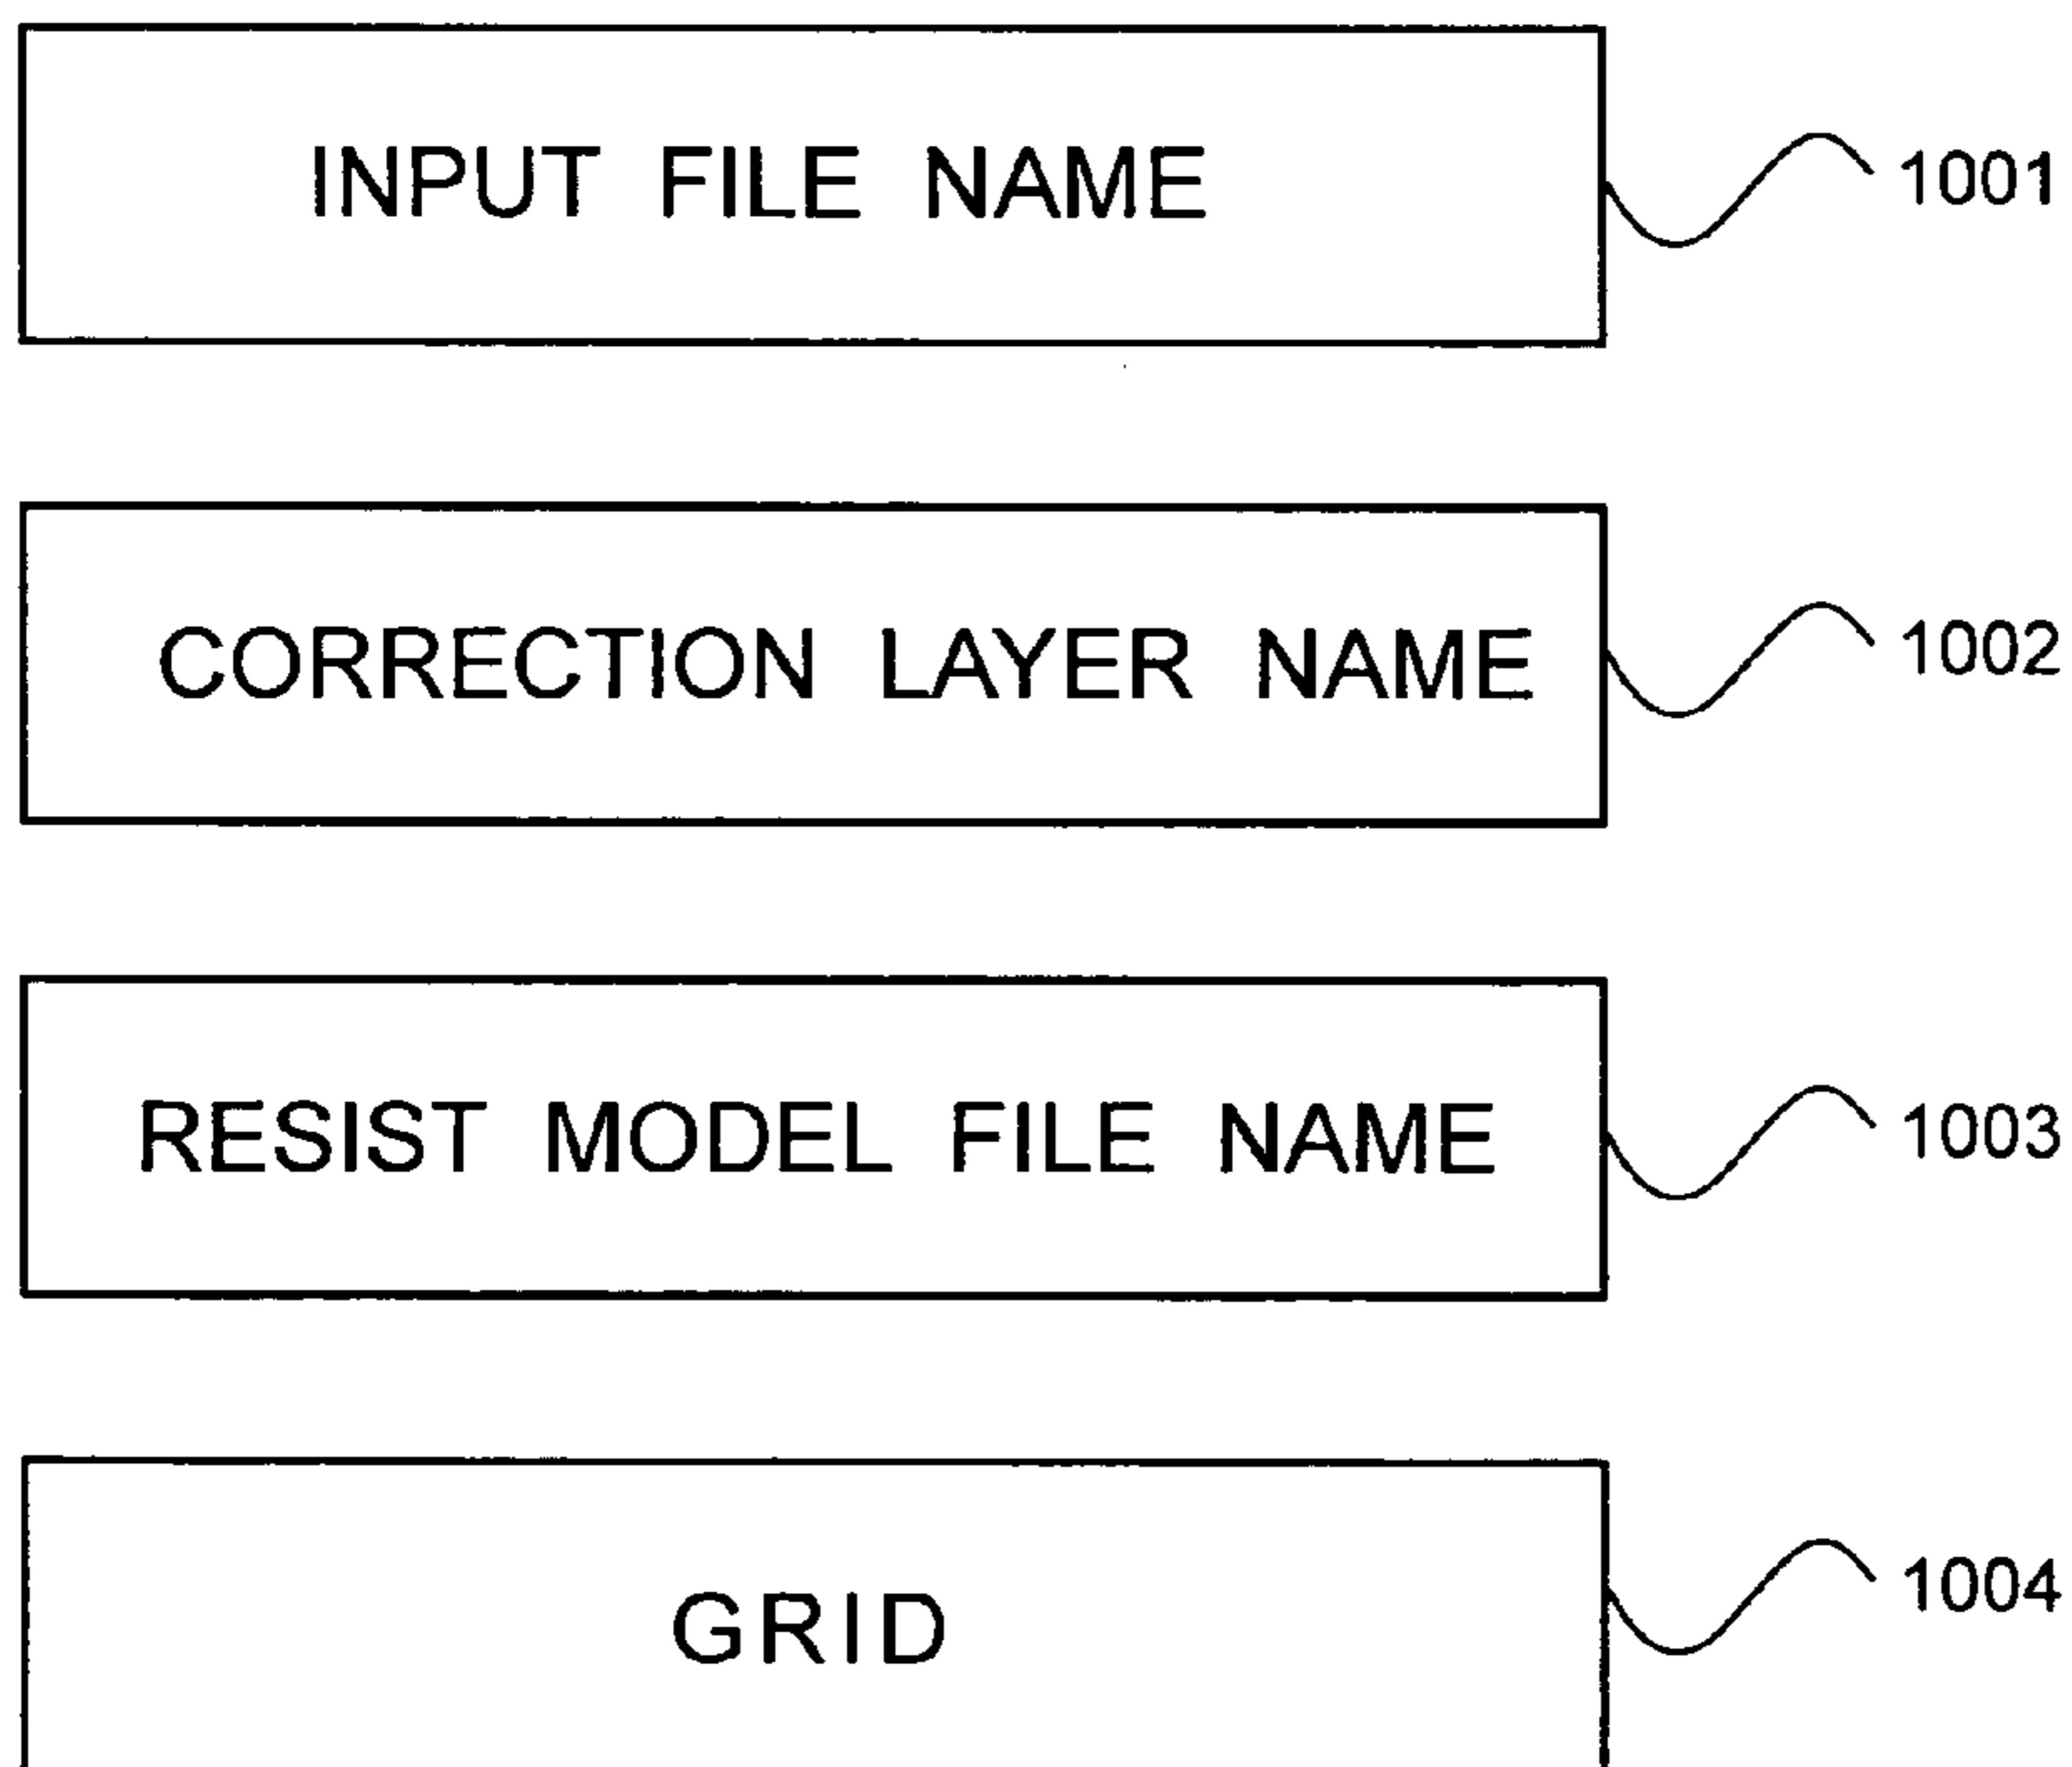 INPUT FILE NAME 1001
CORRECTION LAYER NAME 1002
RESIST MODEL FILE NAME 1003
GRID 1004